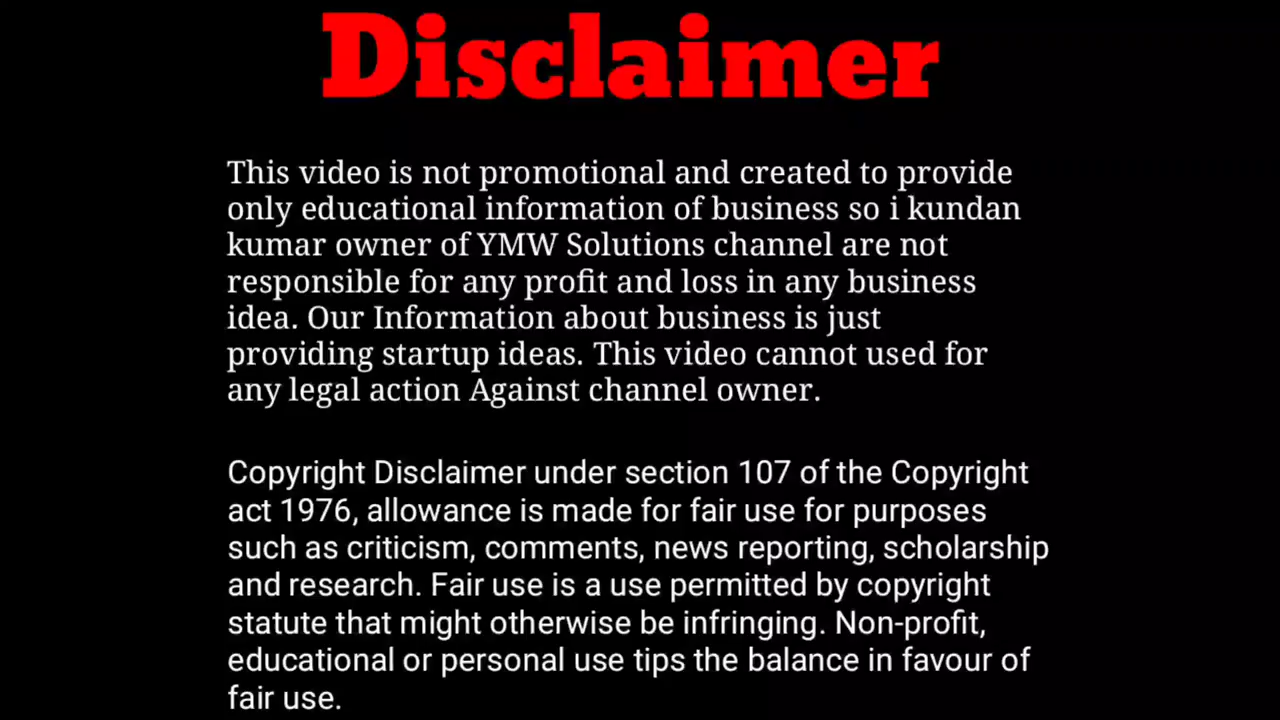 Disclaimer
This video is not promotional and created to provide
only educational information of business so i kundan
kumar owner of YMW Solutions channel are not
responsible for any profit and loss in any business
idea. Our Information about business is just
providing startup ideas. This video cannot used for
any legal action Against channel owner.
Copyright Disclaimer under section 107 of the Copyright
act 1976, allowance is made for fair use for purposes
such as criticism, comments, news reporting, scholarship
and research. Fair use is a use permitted by copyright
statute that might otherwise be infringing. Non-profit,
educational or personal use tips the balance in favour of
fair use.